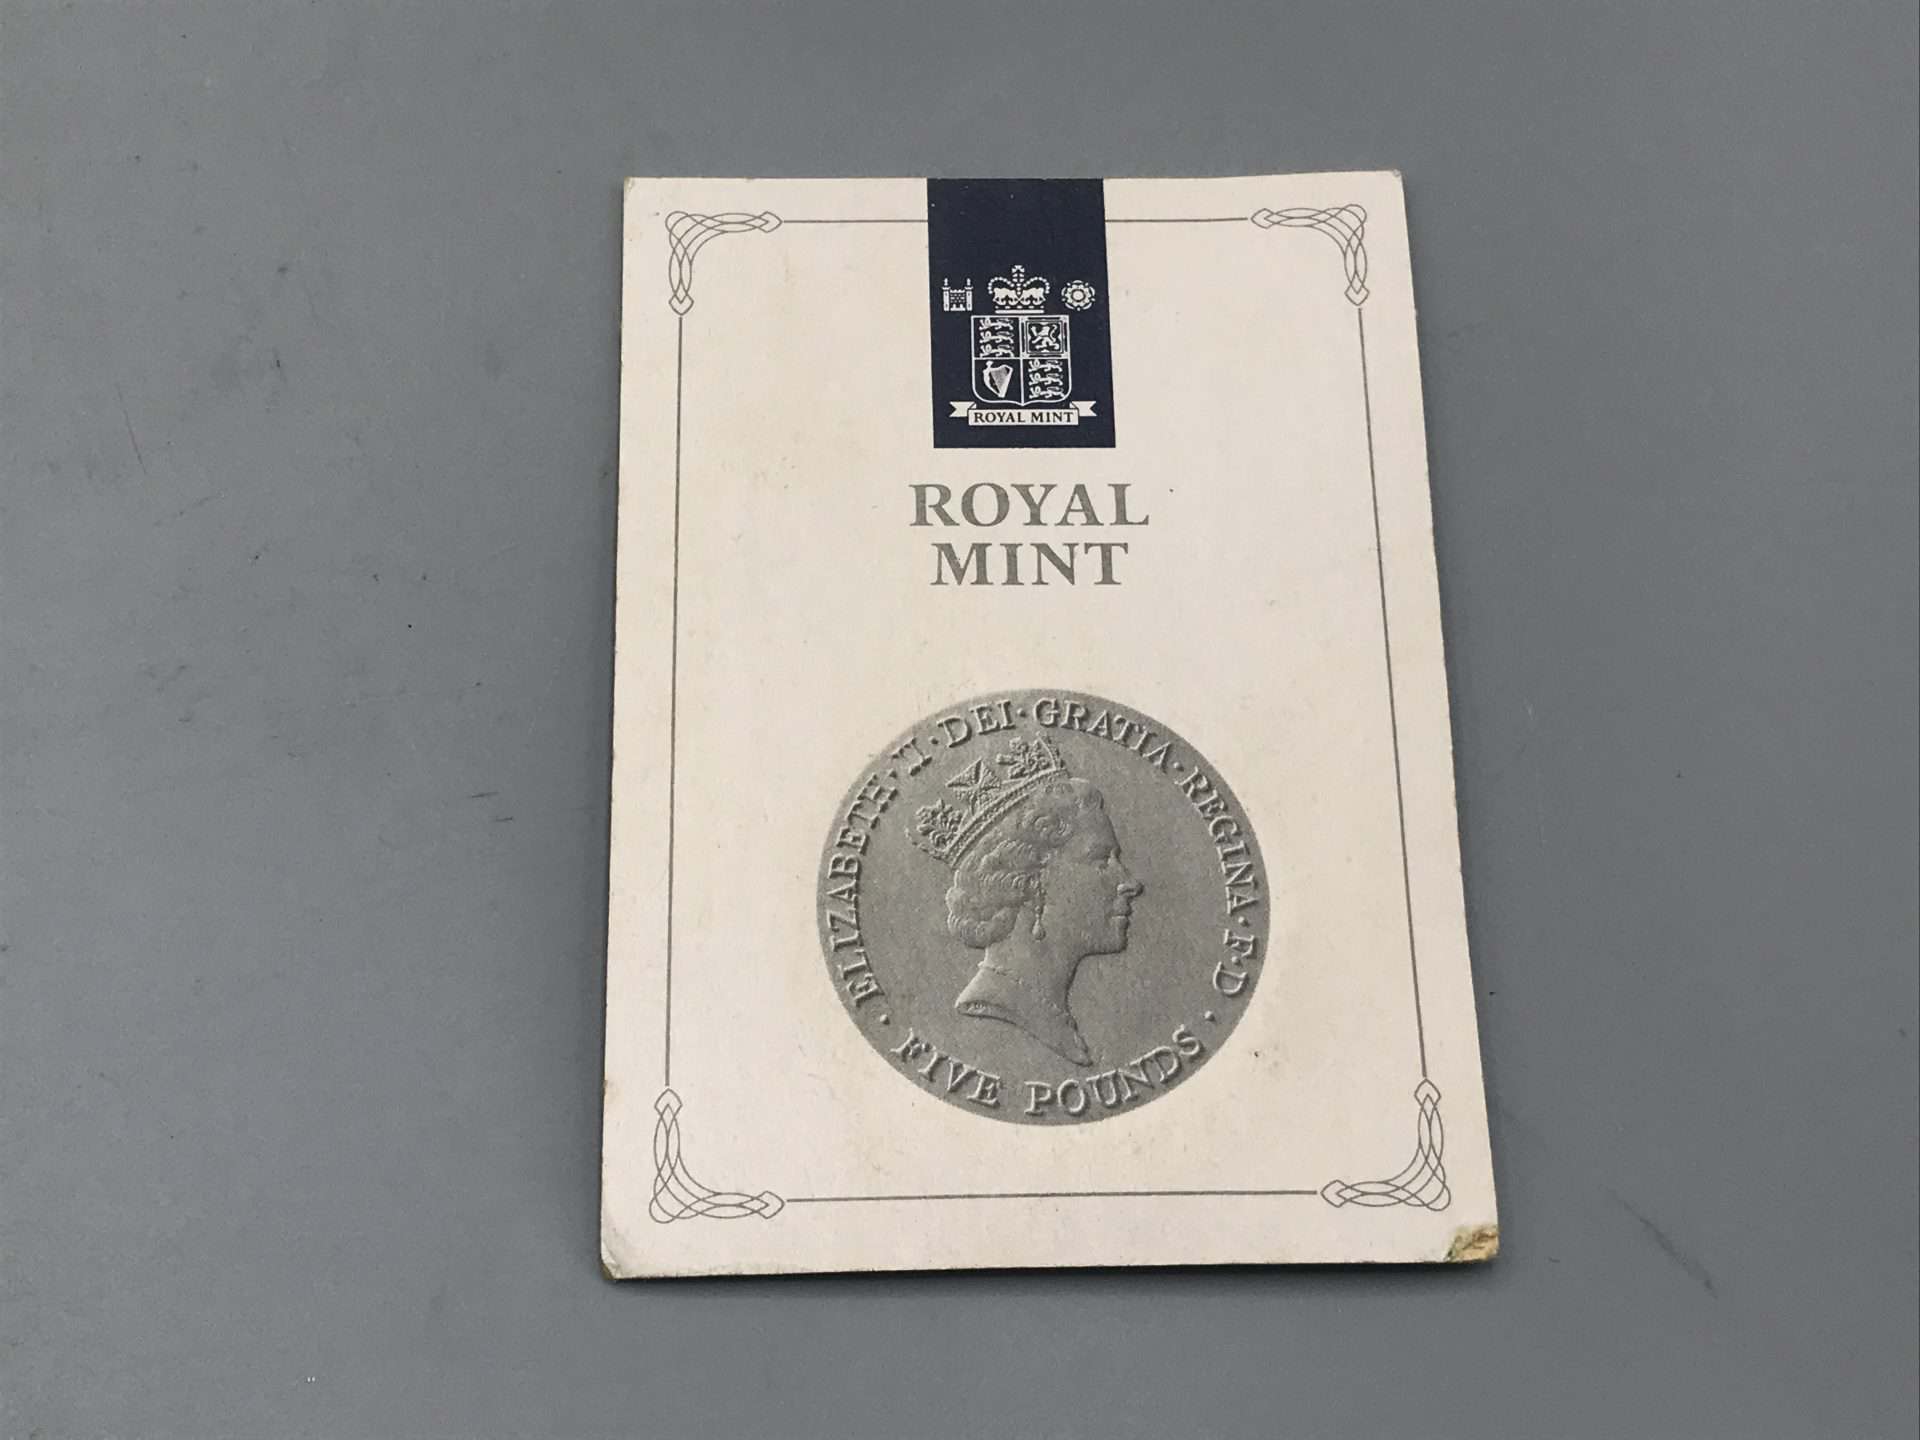 ROYAL MINT
ROYAL
MINT
· ELIZABETH · II · DEI · GRATIA · REGINA · F · D ·
FIVE POUNDS